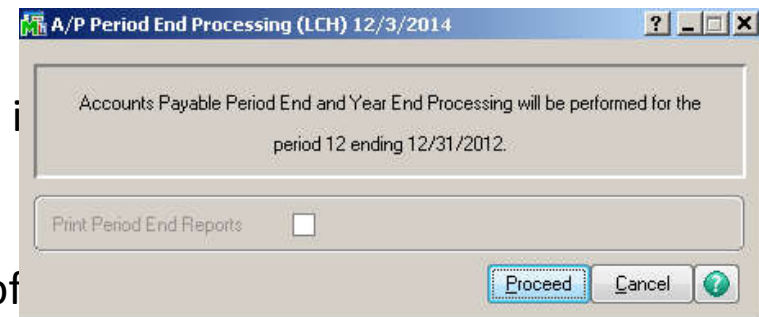 A/P Period End Processing (LCH) 12/3/2014
i
Accounts Payable Period End and Year End Processing will be performed for the
period 12 ending 12/31/2012.
Print Period End Reports
of
Proceed Cancel